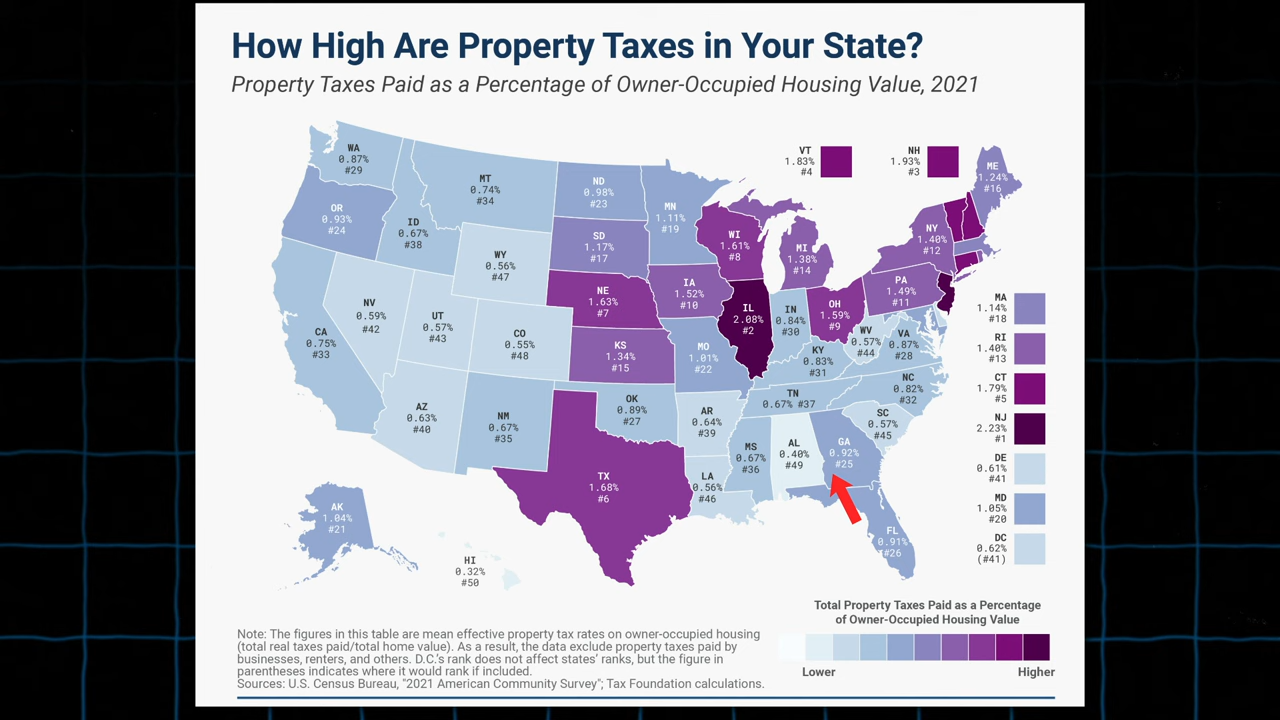 How High Are Property Taxes in Your State?
Property Taxes Paid as a Percentage of Owner-Occupied Housing Value, 2021
WA
0.87%
#29
OR
0.93%
#24
CA
0.75%
#33
NV
0.59%
#42
ID
0.67%
#38
MT
0.74%
#34
WY
0.56%
#47
UT
0.57%
#43
CO
0.55%
#48
AZ
0.63%
#40
NM
0.67%
#35
ND
0.98%
#23
SD
1.17%
#17
NE
1.63%
#7
KS
1.34%
#15
OK
0.89%
#27
TX
1.68%
#6
MN
1.11%
#19
IA
1.52%
#10
MO
1.01%
#22
AR
0.64%
#39
LA
0.56%
#46
WI
1.61%
#8
IL
2.08%
#2
MI
1.38%
#14
IN
0.84%
#30
OH
1.59%
#9
KY
0.83%
#31
TN
0.67% #37
MS
0.67%
#36
AL
0.40%
#49
GA
0.92%
#25
FL
0.91%
#26
SC
0.57%
#45
NC
0.82%
#32
VA
0.87%
#28
WV
0.57%
#44
PA
1.49%
#11
NY
1.40%
#12
ME
1.24%
#16
VT
1.83%
#4
NH
1.93%
#3
MA
1.14%
#18
RI
1.40%
#13
CT
1.79%
#5
NJ
2.23%
#1
DE
0.61%
#41
MD
1.05%
#20
DC
0.62%
(#41)
AK
1.04%
#21
HI
0.32%
#50
Total Property Taxes Paid as a Percentage
of Owner-Occupied Housing Value
Lower
Higher
Note: The figures in this table are mean effective property tax rates on owner-occupied housing
(total real taxes paid/total home value). As a result, the data exclude property taxes paid by
businesses, renters, and others. D.C.'s rank does not affect states' ranks, but the figure in
parentheses indicates where it would rank if included.
Sources: U.S. Census Bureau, "2021 American Community Survey"; Tax Foundation calculations.